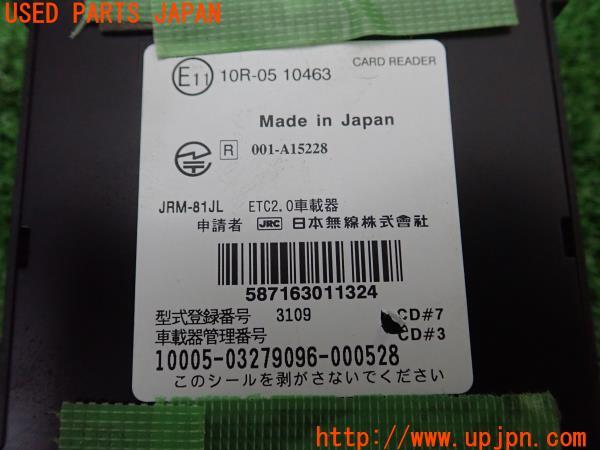 USED PARTS JAPAN
E11 10R-05 10463 CARD READER
Made in Japan
R 001-A15228
JRM-81JL ETC2.0車載器
申請者 JRC 日本無線株式會社
587163011324
型式登録番号 3109 CD#7
車載器管理番号 CD#3
10005-03279096-000528
このシールを剥がさないでください
http://www.upjpn.com